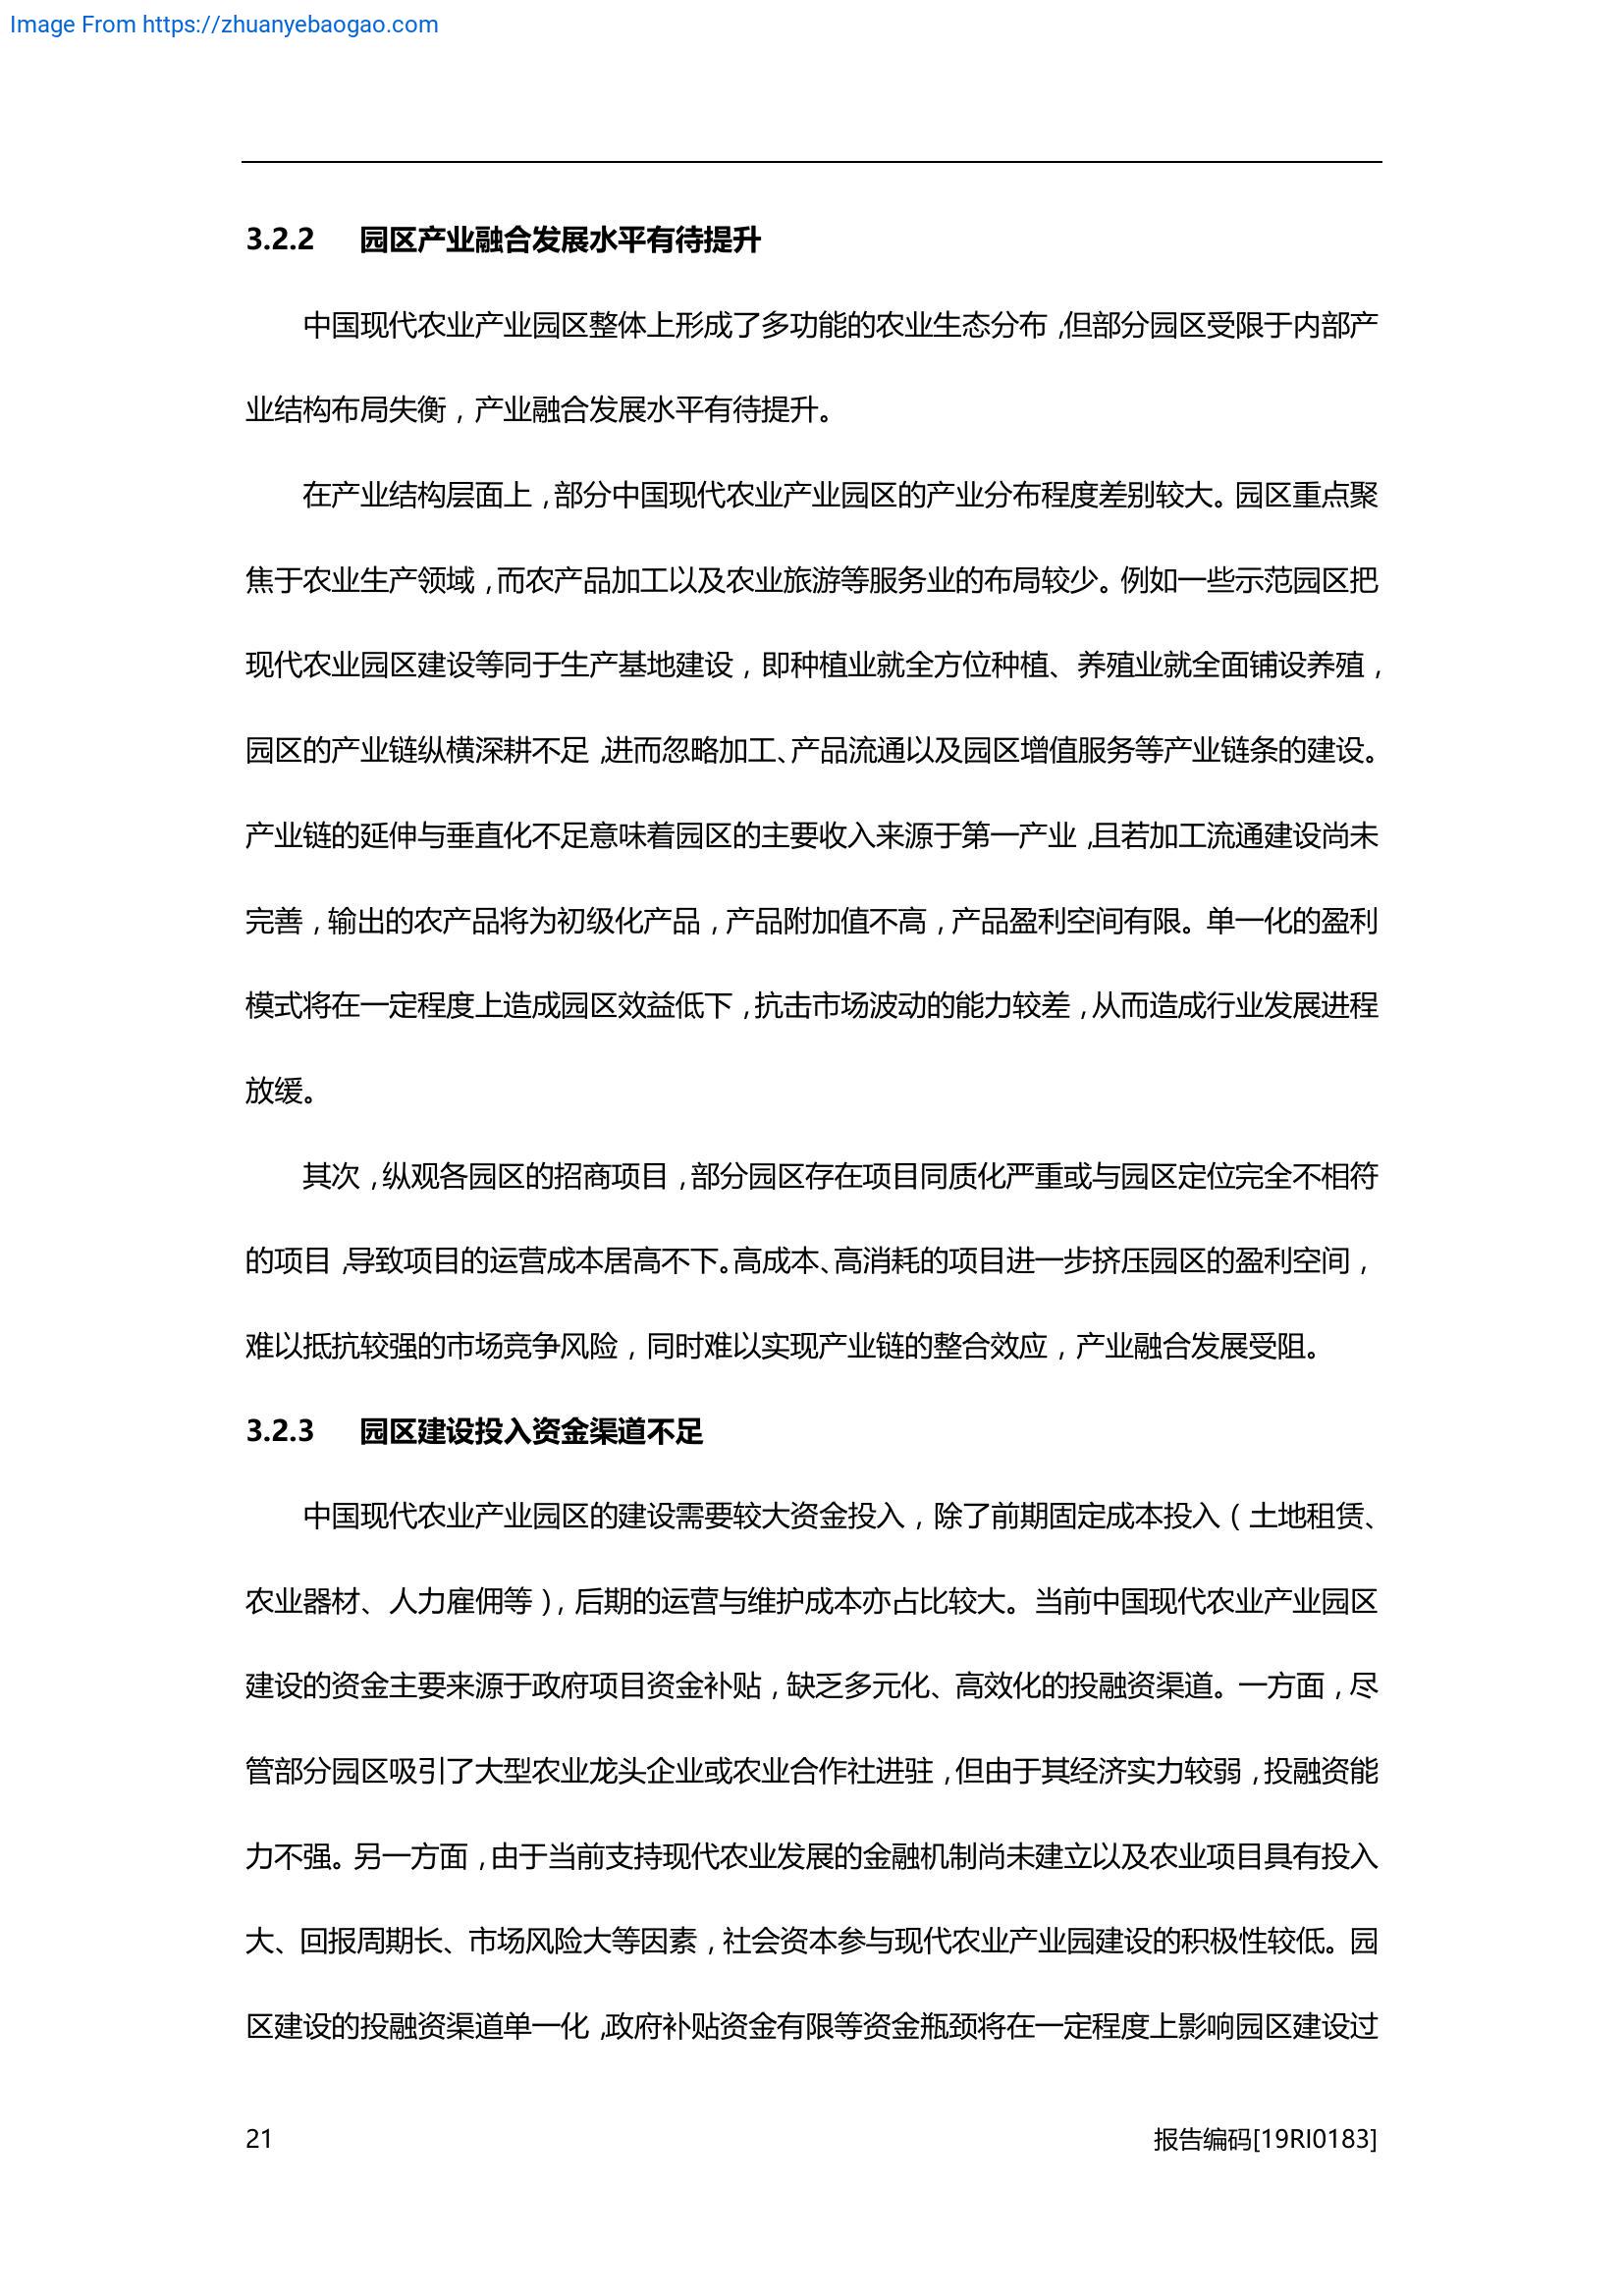 Image From https://zhuanyebaogao.com
3.2.2 园区产业融合发展水平有待提升
中国现代农业产业园区整体上形成了多功能的农业生态分布，但部分园区受限于内部产
业结构布局失衡，产业融合发展水平有待提升。
在产业结构层面上，部分中国现代农业产业园区的产业分布程度差别较大。园区重点聚
焦于农业生产领域，而农产品加工以及农业旅游等服务业的布局较少。例如一些示范园区把
现代农业园区建设等同于生产基地建设，即种植业就全方位种植、养殖业就全面铺设养殖，
园区的产业链纵横深耕不足，进而忽略加工、产品流通以及园区增值服务等产业链条的建设。
产业链的延伸与垂直化不足意味着园区的主要收入来源于第一产业，且若加工流通建设尚未
完善，输出的农产品将为初级化产品，产品附加值不高，产品盈利空间有限。单一化的盈利
模式将在一定程度上造成园区效益低下，抗击市场波动的能力较差，从而造成行业发展进程
放缓。
其次，纵观各园区的招商项目，部分园区存在项目同质化严重或与园区定位完全不相符
的项目，导致项目的运营成本居高不下。高成本、高消耗的项目进一步挤压园区的盈利空间，
难以抵抗较强的市场竞争风险，同时难以实现产业链的整合效应，产业融合发展受阻。
3.2.3 园区建设投入资金渠道不足
中国现代农业产业园区的建设需要较大资金投入，除了前期固定成本投入（土地租赁、
农业器材、人力雇佣等），后期的运营与维护成本亦占比较大。当前中国现代农业产业园区
建设的资金主要来源于政府项目资金补贴，缺乏多元化、高效化的投融资渠道。一方面，尽
管部分园区吸引了大型农业龙头企业或农业合作社进驻，但由于其经济实力较弱，投融资能
力不强。另一方面，由于当前支持现代农业发展的金融机制尚未建立以及农业项目具有投入
大、回报周期长、市场风险大等因素，社会资本参与现代农业产业园建设的积极性较低。园
区建设的投融资渠道单一化，政府补贴资金有限等资金瓶颈将在一定程度上影响园区建设过
21 报告编码[19RI0183]